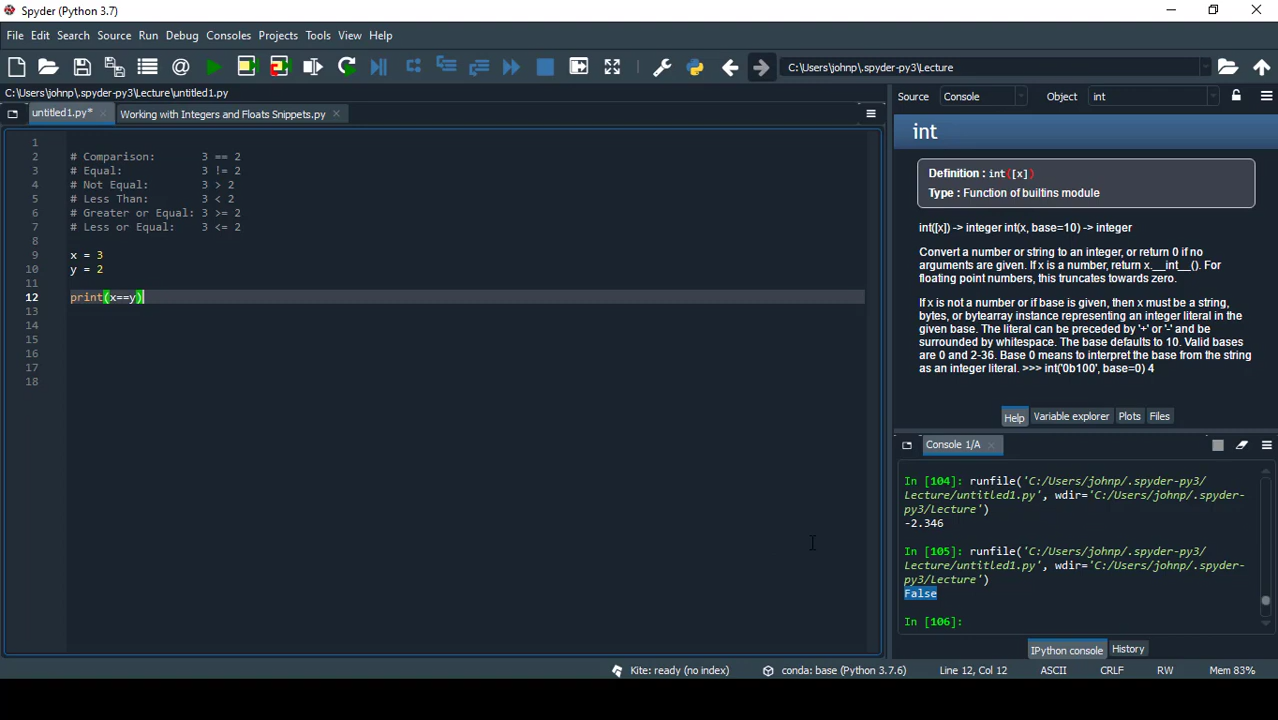 Spyder (Python 3.7)
File Edit Search Source Run Debug Consoles Projects Tools View Help
C:\Users\johnp\.spyder-py3\Lecture
C:\Users\johnp\.spyder-py3\Lecture\untitled1.py
untitled1.py* Working with Integers and Floats Snippets.py
1
2 # Comparison: 3 == 2
3 # Equal: 3 != 2
4 # Not Equal: 3 > 2
5 # Less Than: 3 < 2
6 # Greater or Equal: 3 >= 2
7 # Less or Equal: 3 <= 2
8
9 x = 3
10 y = 2
11
12 print(x==y)
13
14
15
16
17
18
Source Console Object int
int
Definition : int([x])
Type : Function of builtins module
int([x]) -> integer int(x, base=10) -> integer
Convert a number or string to an integer, or return 0 if no
arguments are given. If x is a number, return x.__int__(). For
floating point numbers, this truncates towards zero.
If x is not a number or if base is given, then x must be a string,
bytes, or bytearray instance representing an integer literal in the
given base. The literal can be preceded by '+' or '-' and be
surrounded by whitespace. The base defaults to 10. Valid bases
are 0 and 2-36. Base 0 means to interpret the base from the string
as an integer literal. >>> int('0b100', base=0) 4
Help Variable explorer Plots Files
Console 1/A
In [104]: runfile('C:/Users/johnp/.spyder-py3/
Lecture/untitled1.py', wdir='C:/Users/johnp/.spyder-
py3/Lecture')
-2.346
In [105]: runfile('C:/Users/johnp/.spyder-py3/
Lecture/untitled1.py', wdir='C:/Users/johnp/.spyder-
py3/Lecture')
False
In [106]:
IPython console History
Kite: ready (no index) conda: base (Python 3.7.6) Line 12, Col 12 ASCII CRLF RW Mem 83%